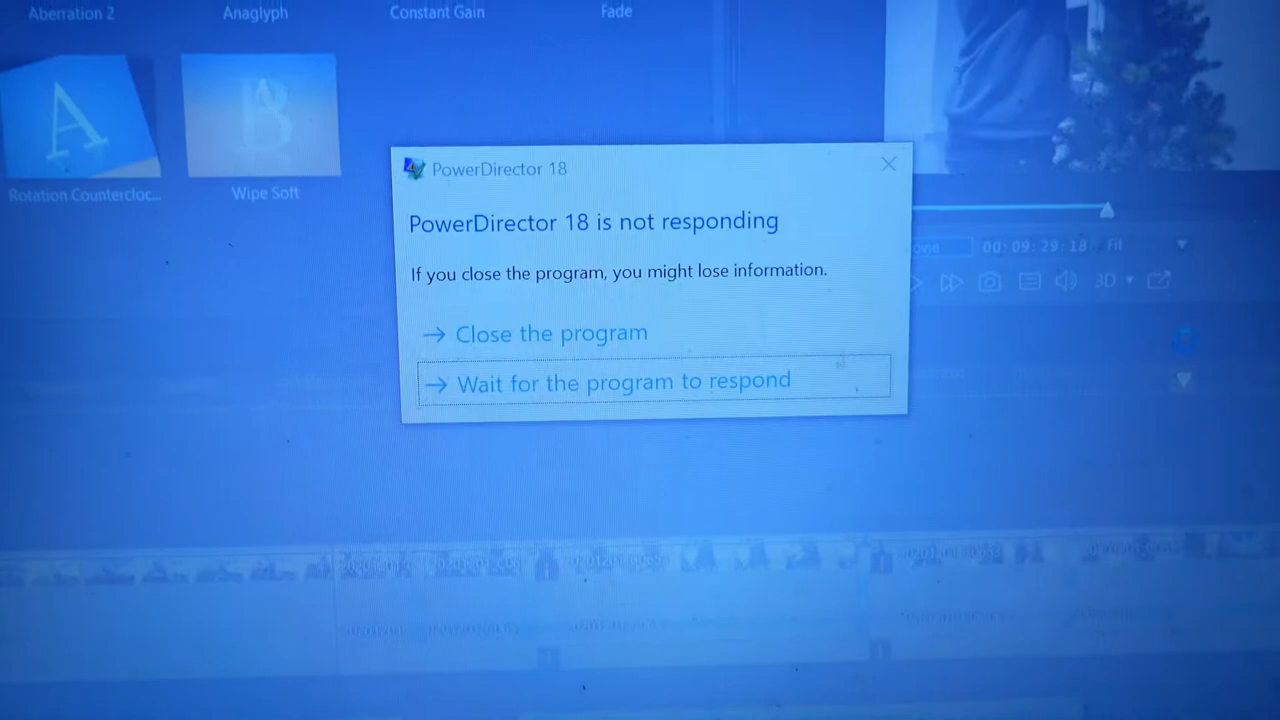 Aberration 2
Anaglyph
Constant Gain
Fade
A
B
Rotation Countercloc...
Wipe Soft
PowerDirector 18
PowerDirector 18 is not responding
If you close the program, you might lose information.
→ Close the program
→ Wait for the program to respond
00:09:29:18
Fit
3D